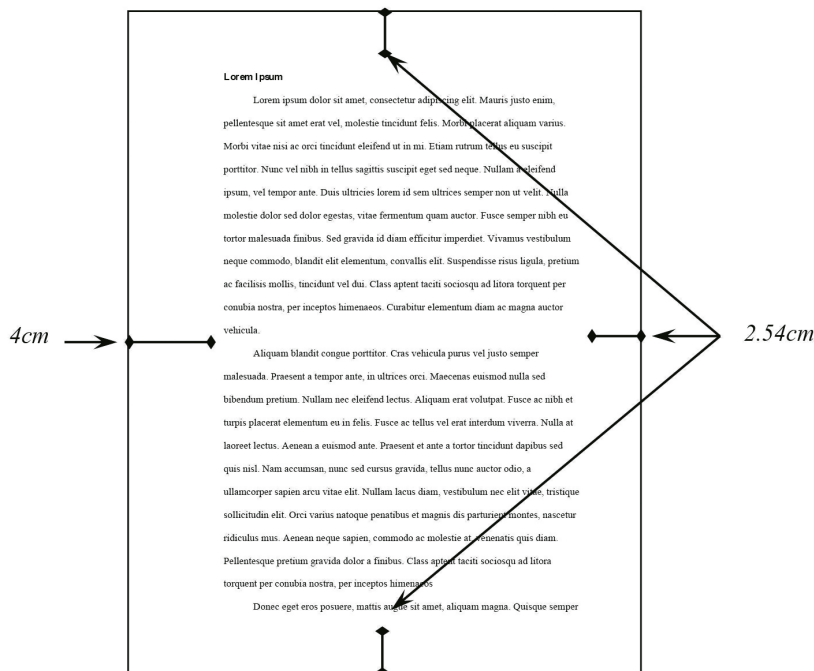 Lorem Ipsum
Lorem ipsum dolor sit amet, consectetur adipiscing elit. Mauris justo enim,
pellentesque sit amet erat vel, molestie tincidunt felis. Morbi placerat aliquam varius.
Morbi vitae nisi ac orci tincidunt eleifend ut in mi. Etiam rutrum tellus eu suscipit
porttitor. Nunc vel nibh in tellus sagittis suscipit eget sed neque. Nullam a eleifend
ipsum, vel tempor ante. Duis ultricies lorem id sem ultrices semper non ut velit. Nulla
molestie dolor sed dolor egestas, vitae fermentum quam auctor. Fusce semper nibh eu
tortor malesuada finibus. Sed gravida id diam efficitur imperdiet. Vivamus vestibulum
neque commodo, blandit elit elementum, convallis elit. Suspendisse risus ligula, pretium
ac facilisis mollis, tincidunt vel dui. Class aptent taciti sociosqu ad litora torquent per
conubia nostra, per inceptos himenaeos. Curabitur elementum diam ac magna auctor
vehicula.
4cm
2.54cm
Aliquam blandit congue porttitor. Cras vehicula purus vel justo semper
malesuada. Praesent a tempor ante, in ultrices orci. Maecenas euismod nulla sed
bibendum pretium. Nullam nec eleifend lectus. Aliquam erat volutpat. Fusce ac nibh et
turpis placerat elementum eu in felis. Fusce ac tellus vel erat interdum viverra. Nulla at
laoreet lectus. Aenean a euismod ante. Praesent et ante a tortor tincidunt dapibus sed
quis nisl. Nam accumsan, nunc sed cursus gravida, tellus nunc auctor odio, a
ullamcorper sapien arcu vitae elit. Nullam lacus diam, vestibulum nec elit vitae, tristique
sollicitudin elit. Orci varius natoque penatibus et magnis dis parturient montes, nascetur
ridiculus mus. Aenean neque sapien, commodo ac molestie at, venenatis quis diam.
Pellentesque pretium gravida dolor a finibus. Class aptent taciti sociosqu ad litora
torquent per conubia nostra, per inceptos himenaeos
Donec eget eros posuere, mattis augue sit amet, aliquam magna. Quisque semper